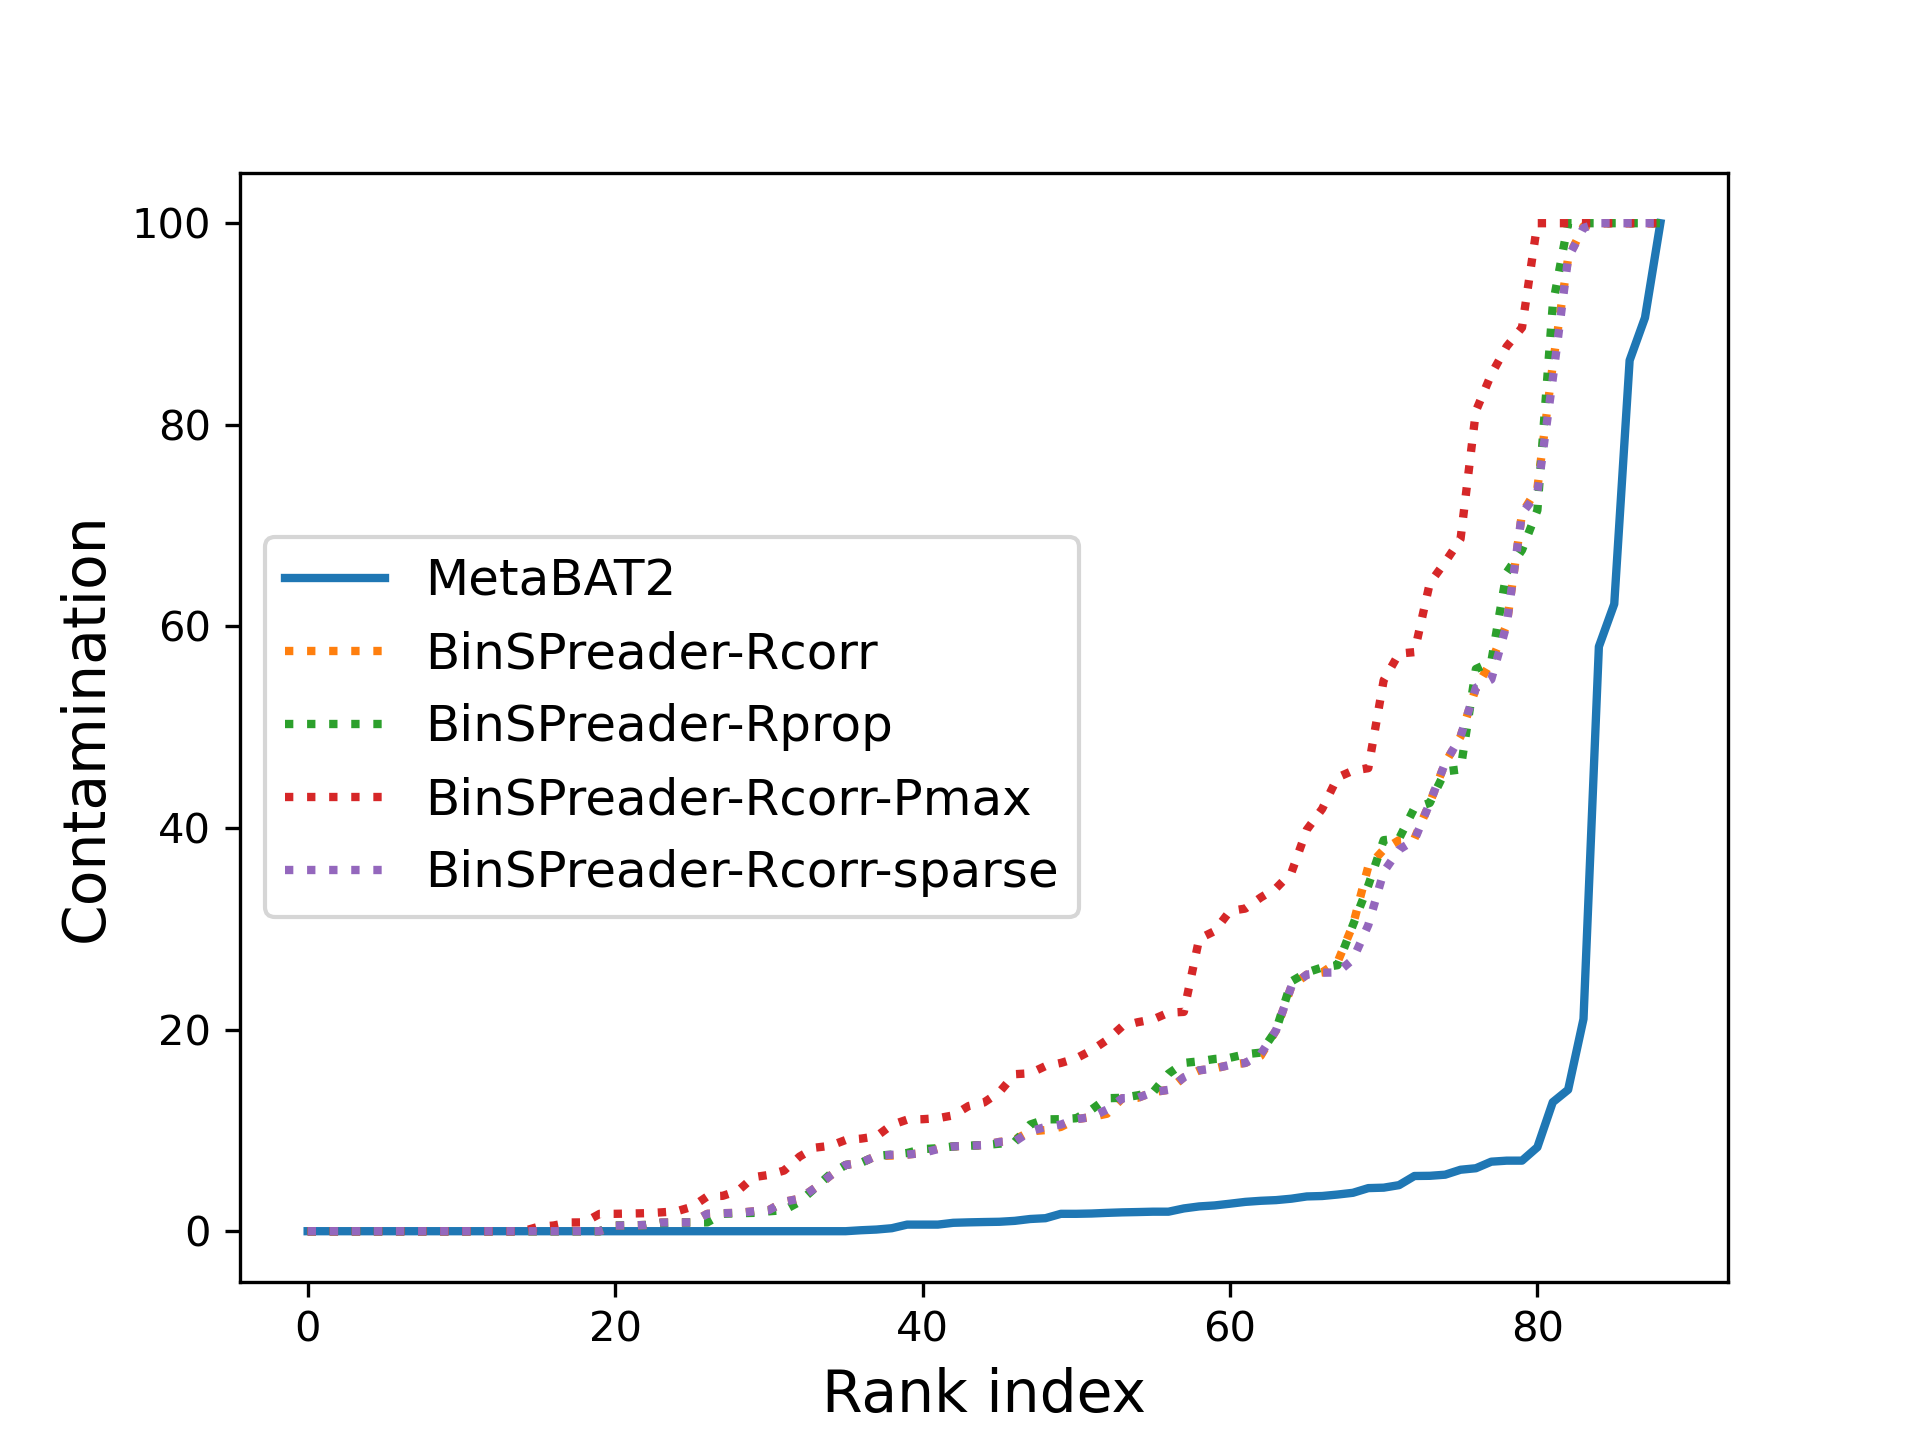 100
80
60
40
20
0
Contamination
MetaBAT2
BinSPreader-Rcorr
BinSPreader-Rprop
BinSPreader-Rcorr-Pmax
BinSPreader-Rcorr-sparse
0 20 40 60 80
Rank index